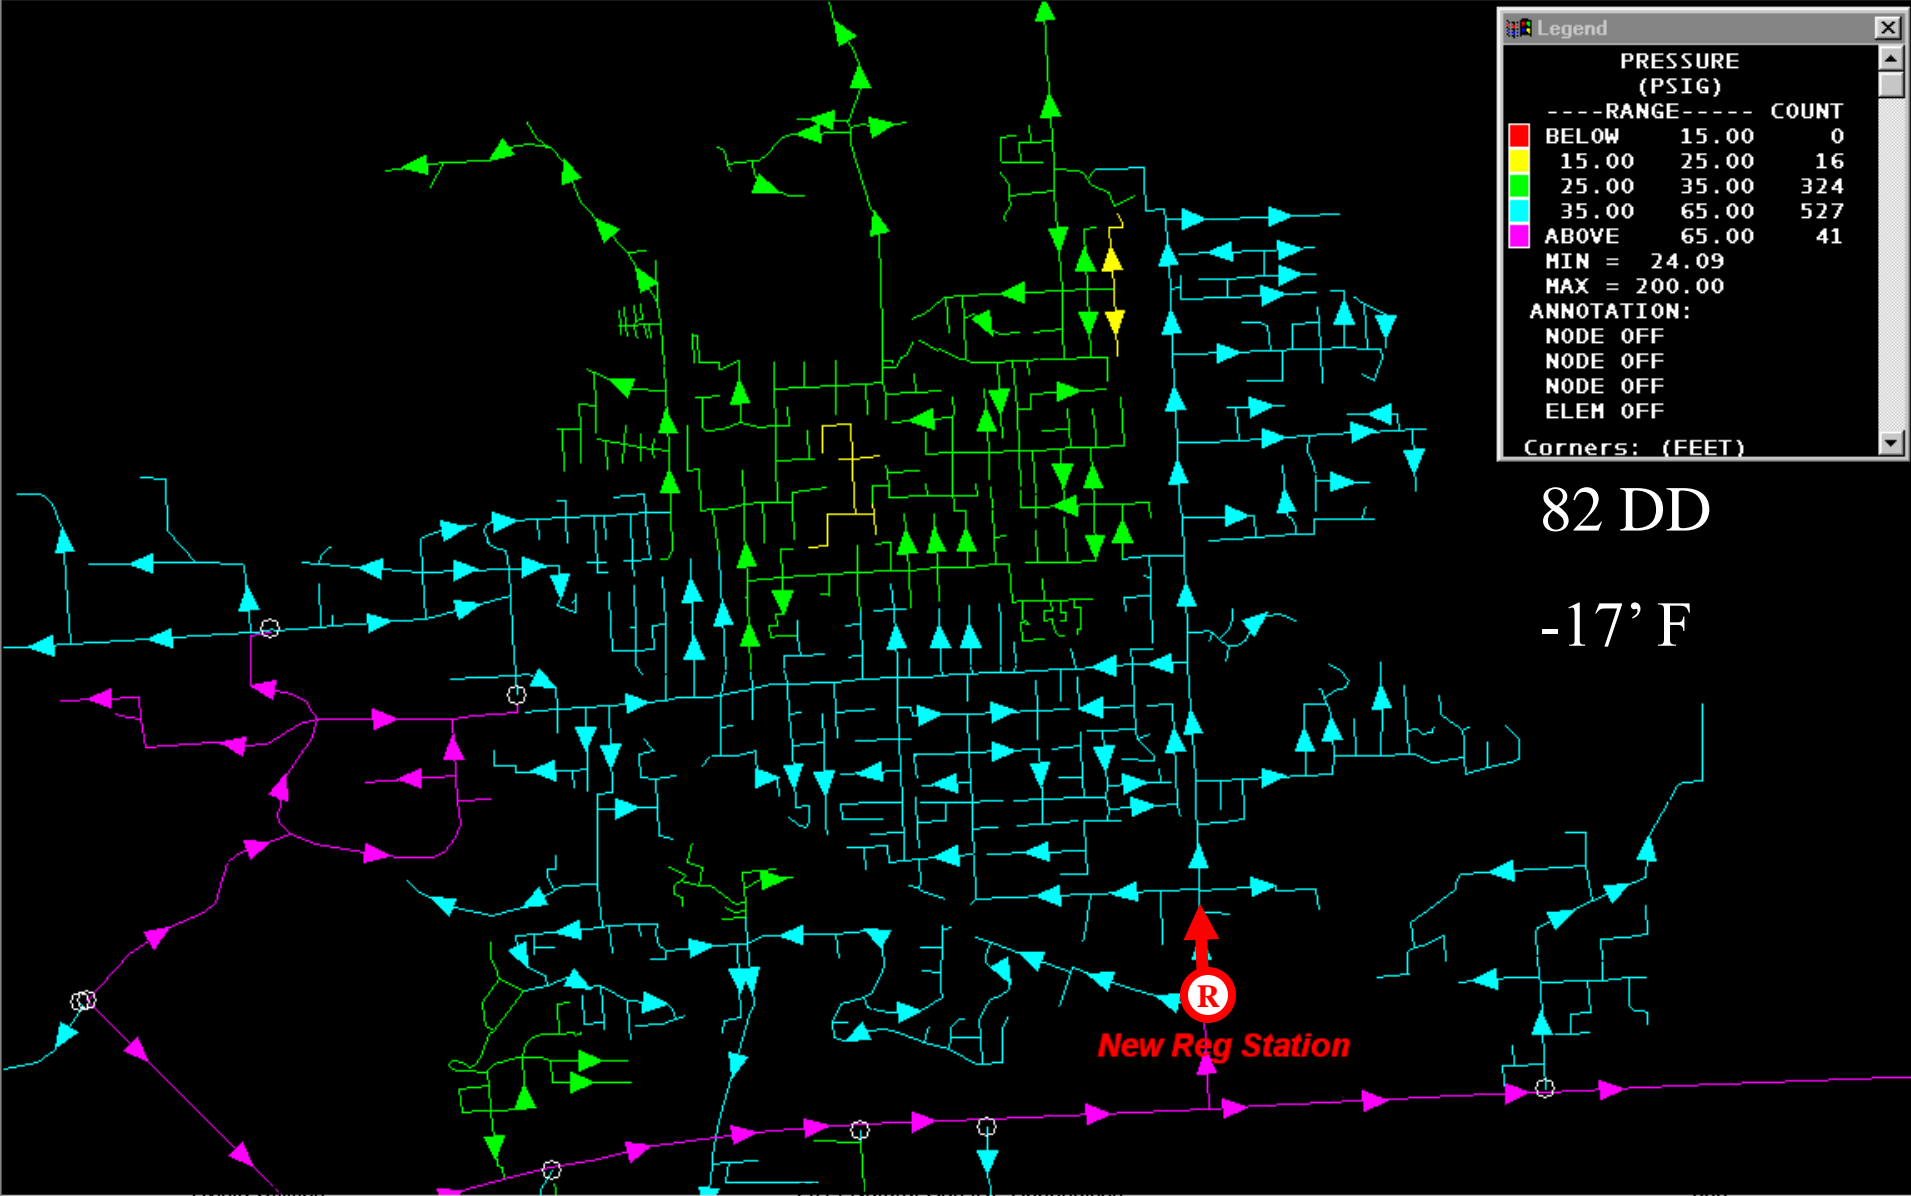 Legend
PRESSURE
(PSIG)
----RANGE----- COUNT
BELOW 15.00 0
15.00 25.00 16
25.00 35.00 324
35.00 65.00 527
ABOVE 65.00 41
MIN = 24.09
MAX = 200.00
ANNOTATION:
NODE OFF
NODE OFF
NODE OFF
ELEM OFF
Corners: (FEET)
82 DD
-17’ F
R
New Reg Station